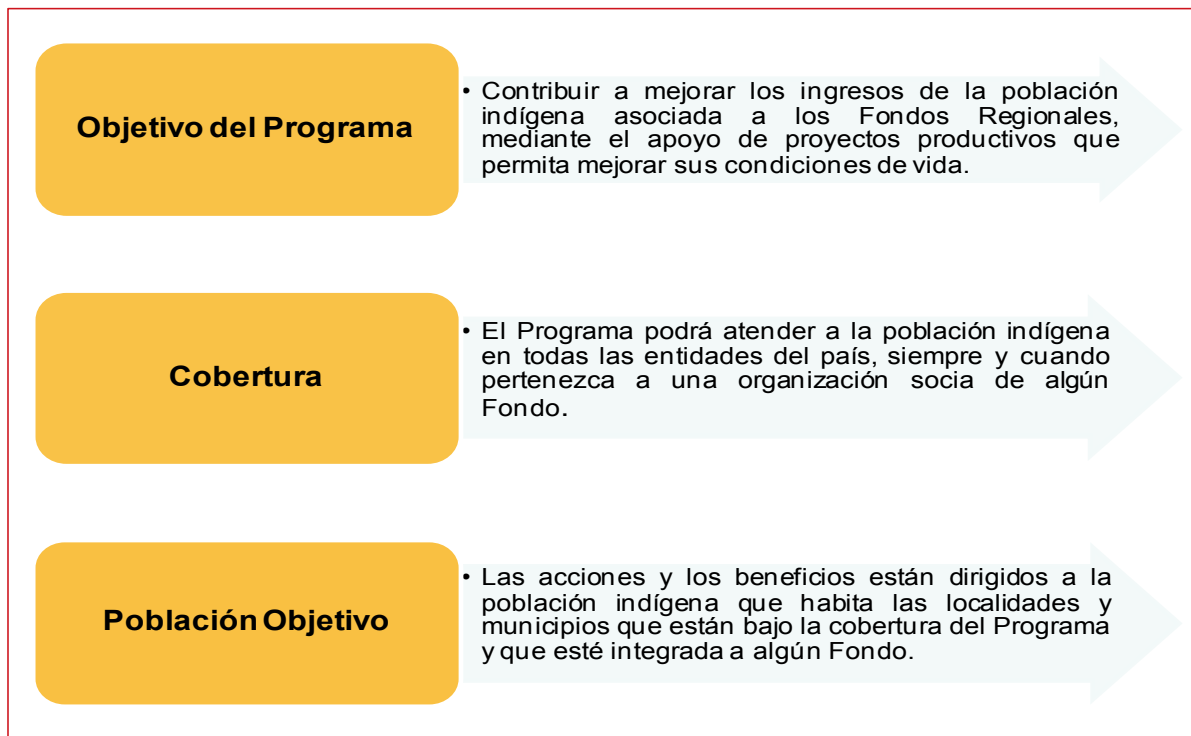 Objetivo del Programa
• Contribuir a mejorar los ingresos de la población
indígena asociada a los Fondos Regionales,
mediante el apoyo de proyectos productivos que
permita mejorar sus condiciones de vida.
Cobertura
• El Programa podrá atender a la población indígena
en todas las entidades del país, siempre y cuando
pertenezca a una organización socia de algún
Fondo.
Población Objetivo
• Las acciones y los beneficios están dirigidos a la
población indígena que habita las localidades y
municipios que están bajo la cobertura del Programa
y que esté integrada a algún Fondo.